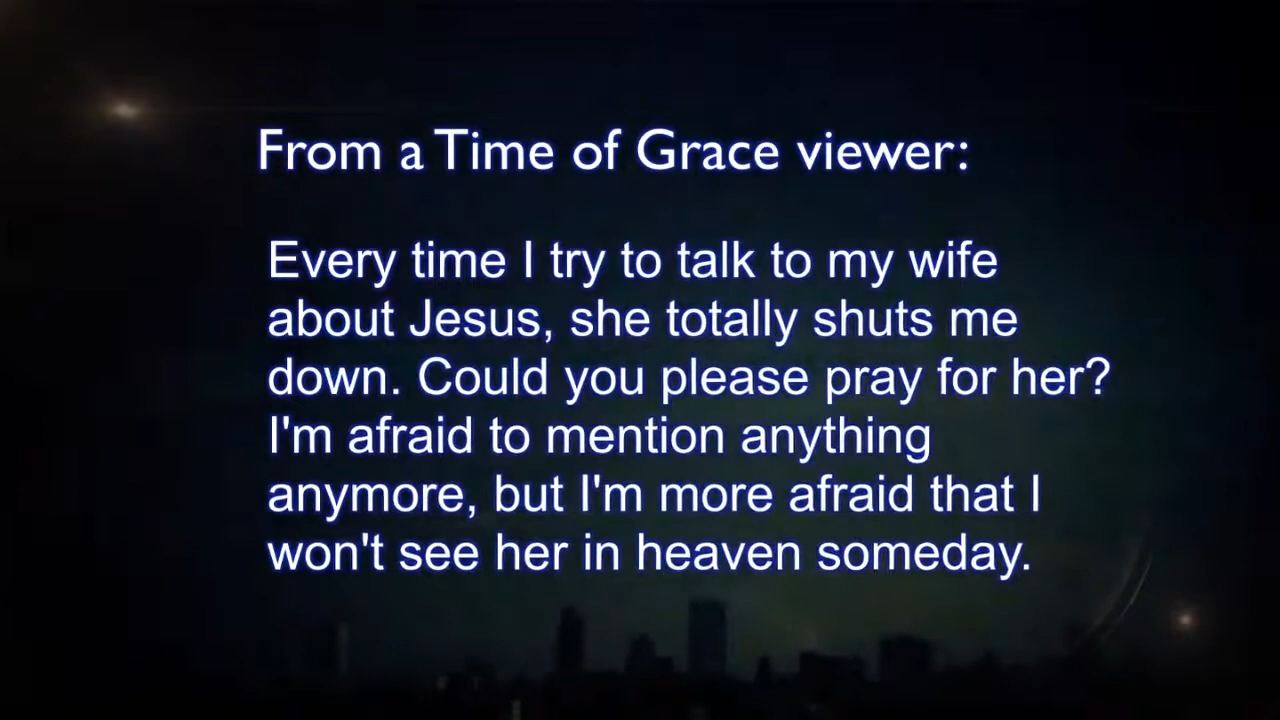 From a Time of Grace viewer:
Every time I try to talk to my wife
about Jesus, she totally shuts me
down. Could you please pray for her?
I'm afraid to mention anything
anymore, but I'm more afraid that I
won't see her in heaven someday.